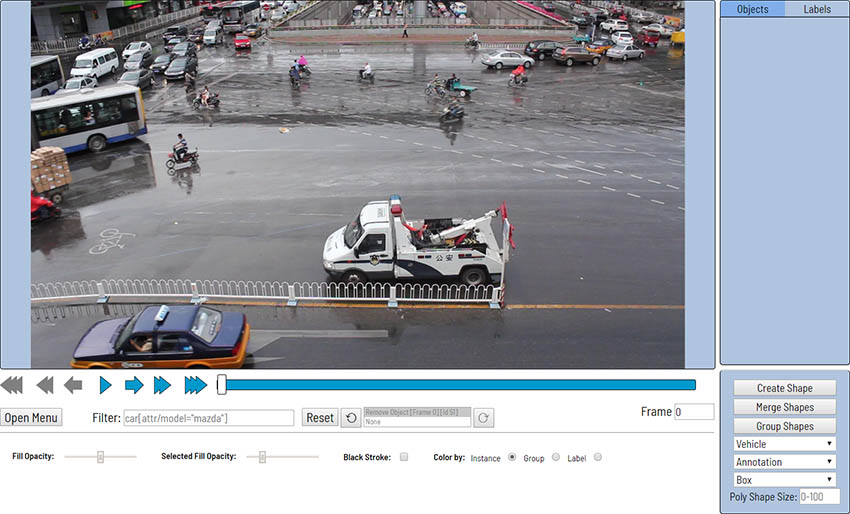 Objects Labels
公安
Create Shape
Merge Shapes
Group Shapes
Vehicle
Annotation
Box
Poly Shape Size: 0-100
Open Menu Filter: car[attr/model="mazda"] Reset Remove Object [Frame 0] [Id 51] Frame 0
None
Fill Opacity: Selected Fill Opacity: Black Stroke: Color by: Instance Group Label